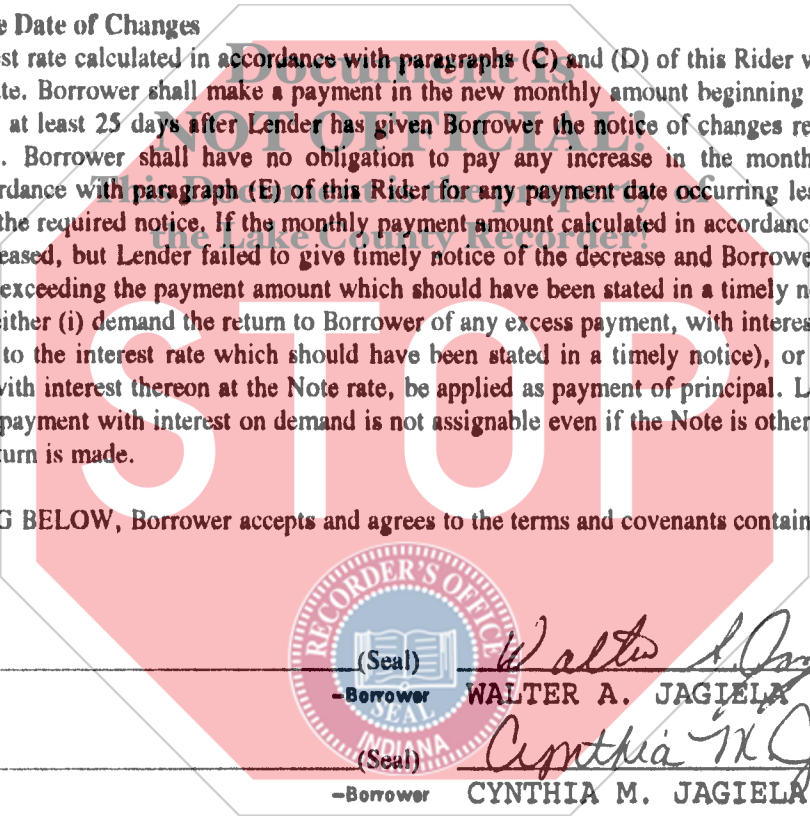 e Date of Changes
est rate calculated in accordance with paragraphs (C) and (D) of this Rider w
ate. Borrower shall make a payment in the new monthly amount beginning
at least 25 days after Lender has given Borrower the notice of changes re
. Borrower shall have no obligation to pay any increase in the month
ordance with paragraph (E) of this Rider for any payment date occurring les
the required notice. If the monthly payment amount calculated in accordance
eased, but Lender failed to give timely notice of the decrease and Borrowe
exceeding the payment amount which should have been stated in a timely n
either (i) demand the return to Borrower of any excess payment, with interes
to the interest rate which should have been stated in a timely notice), or
with interest thereon at the Note rate, be applied as payment of principal. L
payment with interest on demand is not assignable even if the Note is other
turn is made.
G BELOW, Borrower accepts and agrees to the terms and covenants contain
Document is
NOT OFFICIAL!
This Document is the property of
the Lake County Recorder!
STOP
RECORDER'S OFFICE
SEAL
INDIANA
(Seal)
-Borrower
Walter A. Jag
WALTER A. JAGIELA
(Seal)
-Borrower
Cynthia M J
CYNTHIA M. JAGIELA